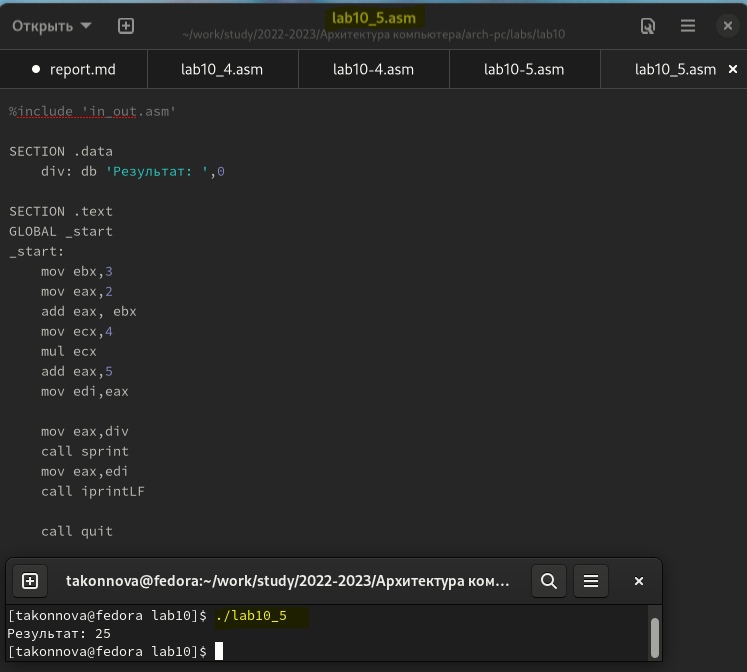 Открыть
lab10_5.asm
~/work/study/2022-2023/Архитектура компьютера/arch-pc/labs/lab10
report.md
lab10_4.asm
lab10-4.asm
lab10-5.asm
lab10_5.asm
%include 'in_out.asm'
SECTION .data
div: db 'Результат: ',0
SECTION .text
GLOBAL _start
_start:
mov ebx,3
mov eax,2
add eax, ebx
mov ecx,4
mul ecx
add eax,5
mov edi,eax
mov eax,div
call sprint
mov eax,edi
call iprintLF
call quit
takonnova@fedora:~/work/study/2022-2023/Архитектура ком...
[takonnova@fedora lab10]$ ./lab10_5
Результат: 25
[takonnova@fedora lab10]$